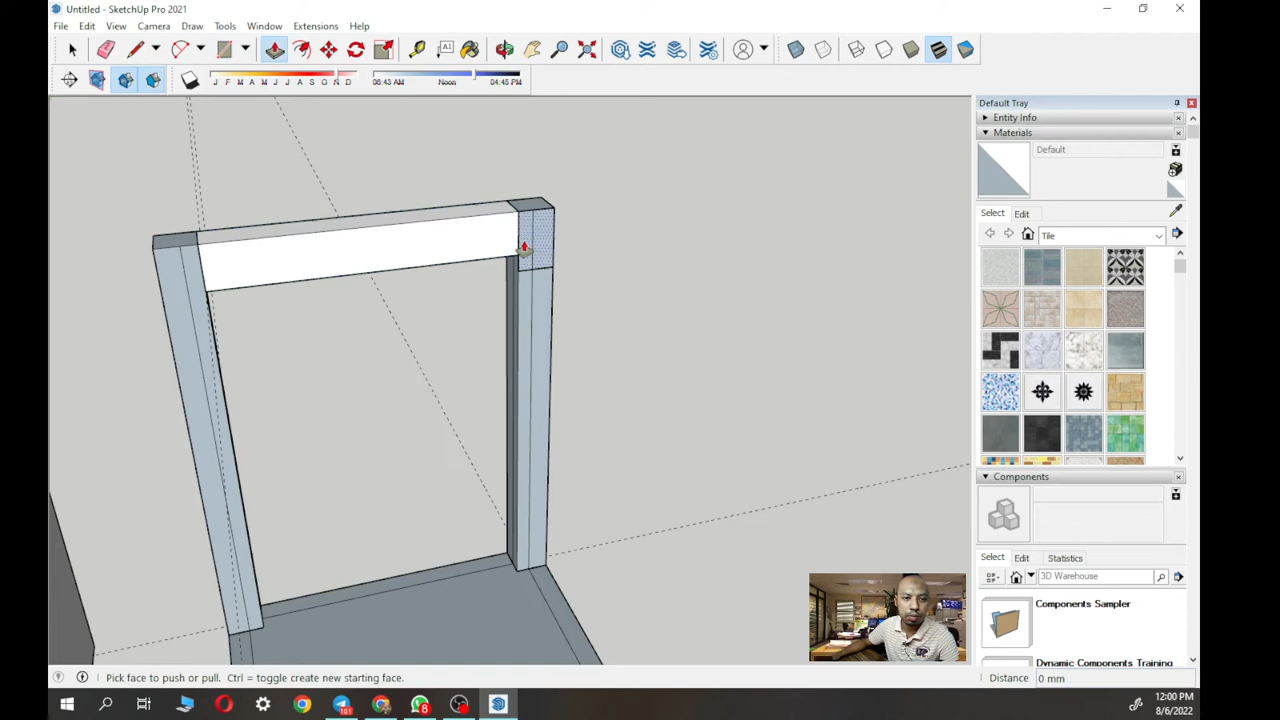 Untitled - SketchUp Pro 2021
File Edit View Camera Draw Tools Window Extensions Help
A1
J F M A M J J A S O N D 06:43 AM Noon 04:45 PM
Default Tray
Entity Info
Materials
Default
Select Edit
Tile
Components
Select Edit Statistics
3D Warehouse
Components Sampler
Dynamic Components Training
Pick face to push or pull. Ctrl = toggle create new starting face.
Distance 0 mm
101
8
12:00 PM
8/6/2022